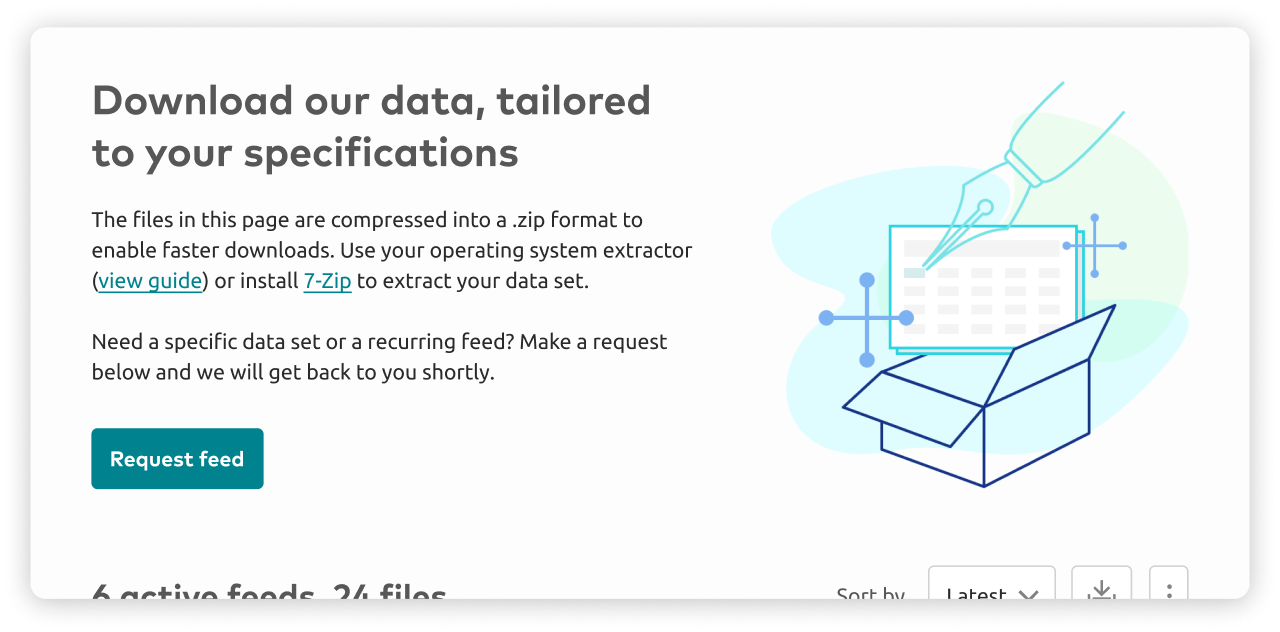 Download our data, tailored
to your specifications
The files in this page are compressed into a .zip format to
enable faster downloads. Use your operating system extractor
(view guide) or install 7-Zip to extract your data set.
Need a specific data set or a recurring feed? Make a request
below and we will get back to you shortly.
Request feed
6 active feeds, 24 files
Sort by Latest